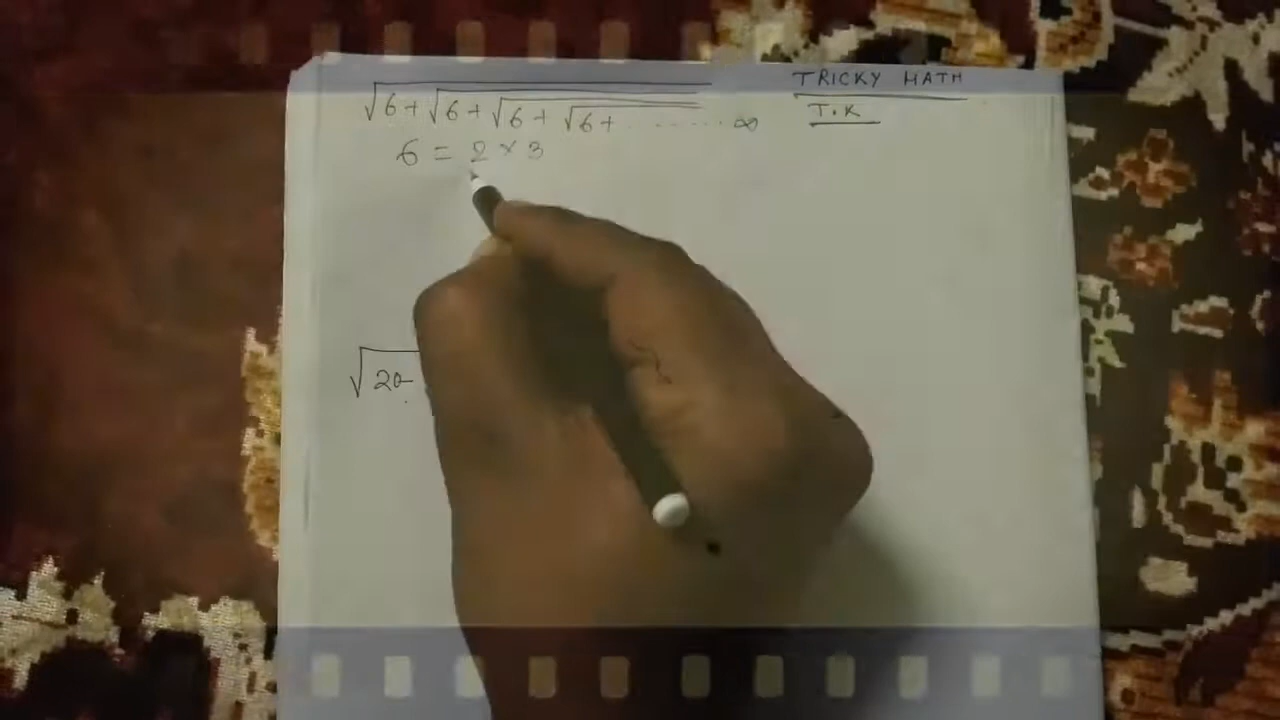 √6+√6+√6+√6+.......∞
TRICKY MATH
T.K
6 = 2 × 3
√20-